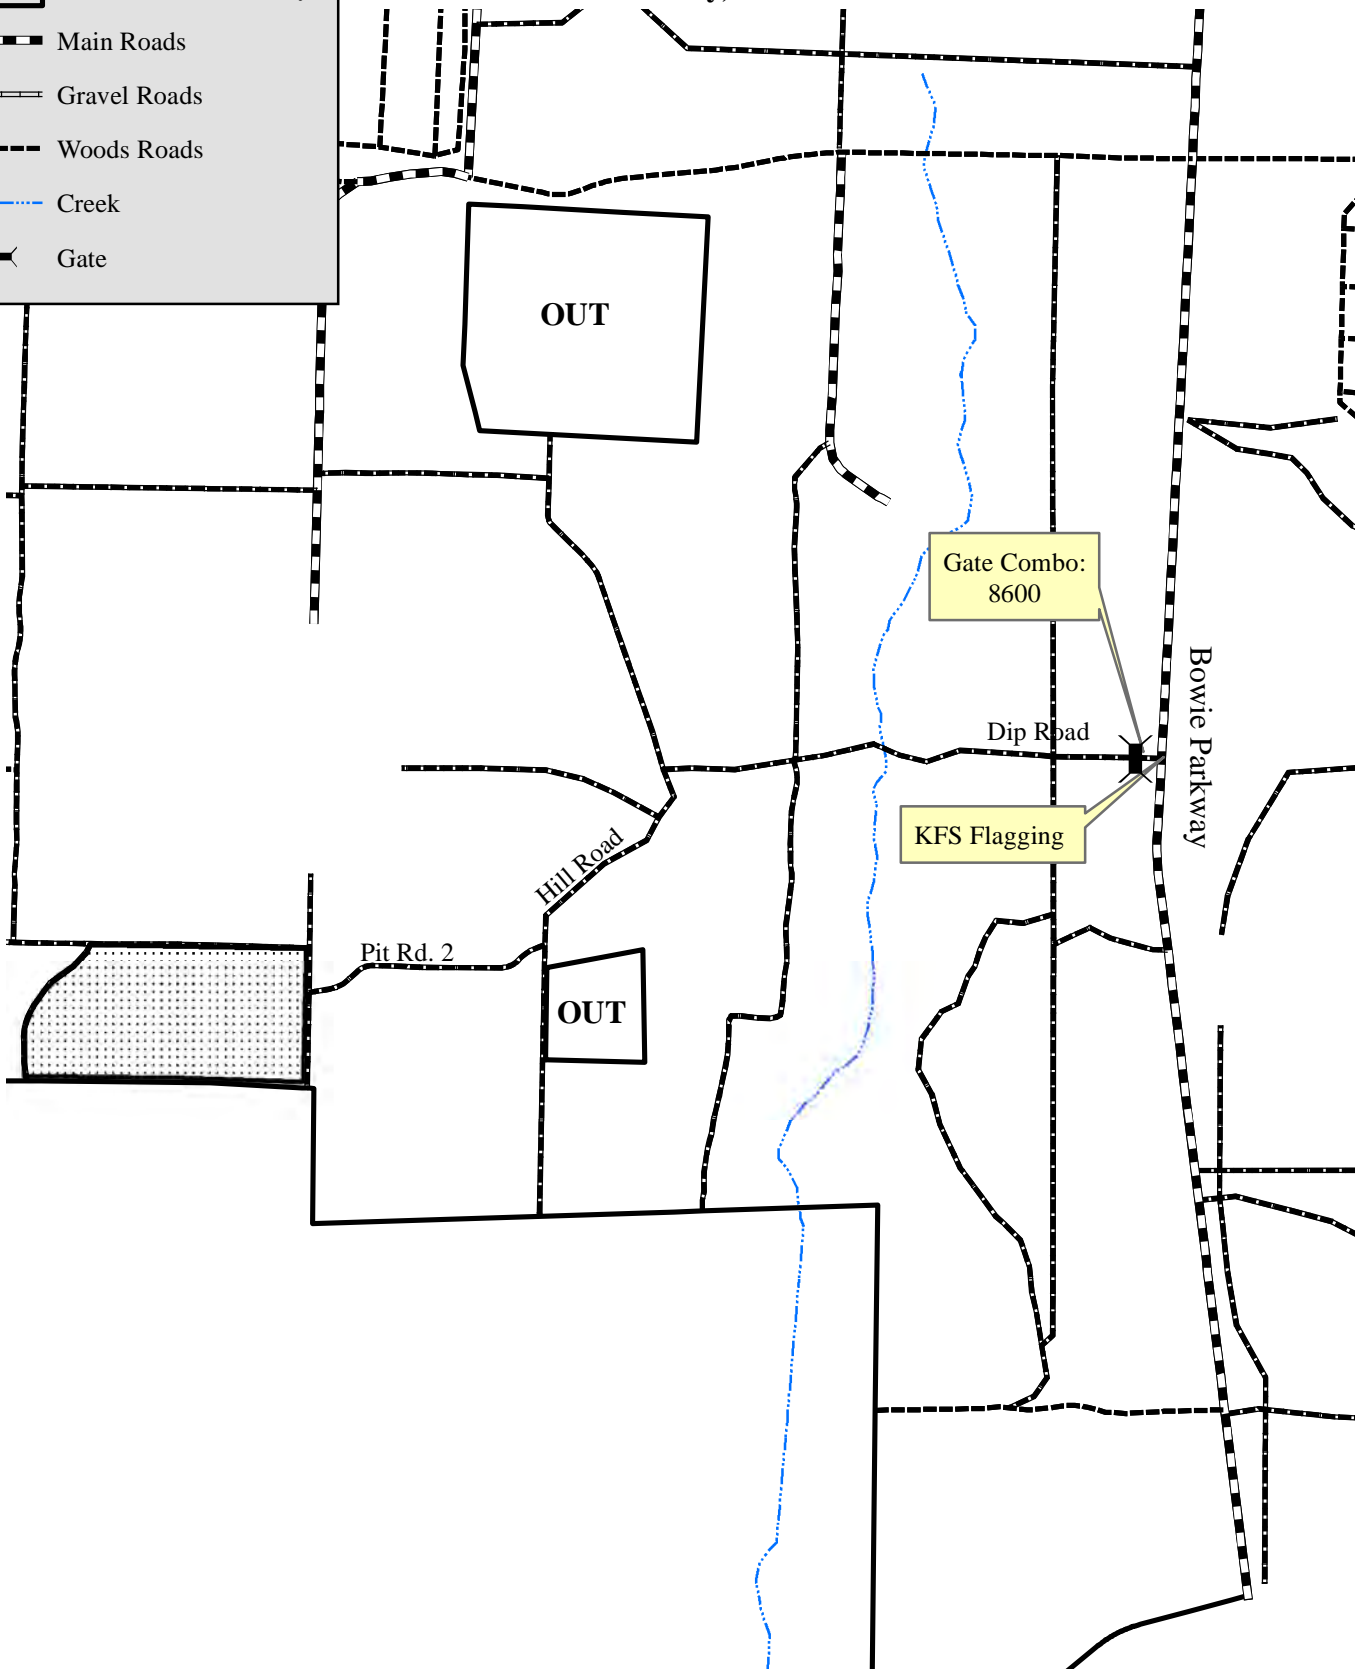 Main Roads
Gravel Roads
Woods Roads
Creek
Gate
OUT
Gate Combo:
8600
Bowie Parkway
Dip Road
KFS Flagging
Hill Road
Pit Rd. 2
OUT